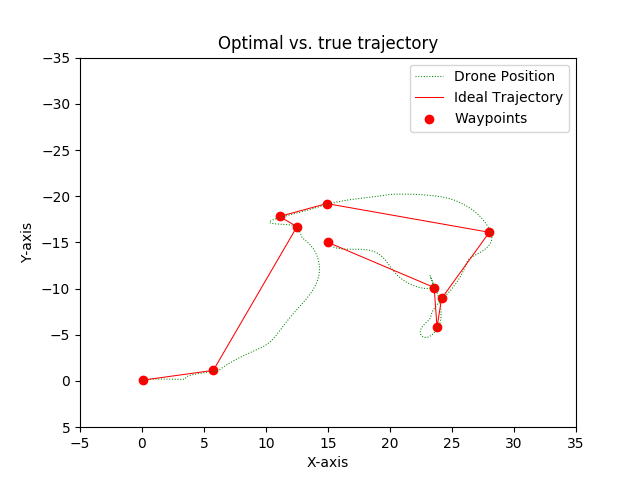 Optimal vs. true trajectory
Drone Position
Ideal Trajectory
Waypoints
Y-axis
−35
−30
−25
−20
−15
−10
−5
0
5
−5 0 5 10 15 20 25 30 35
X-axis